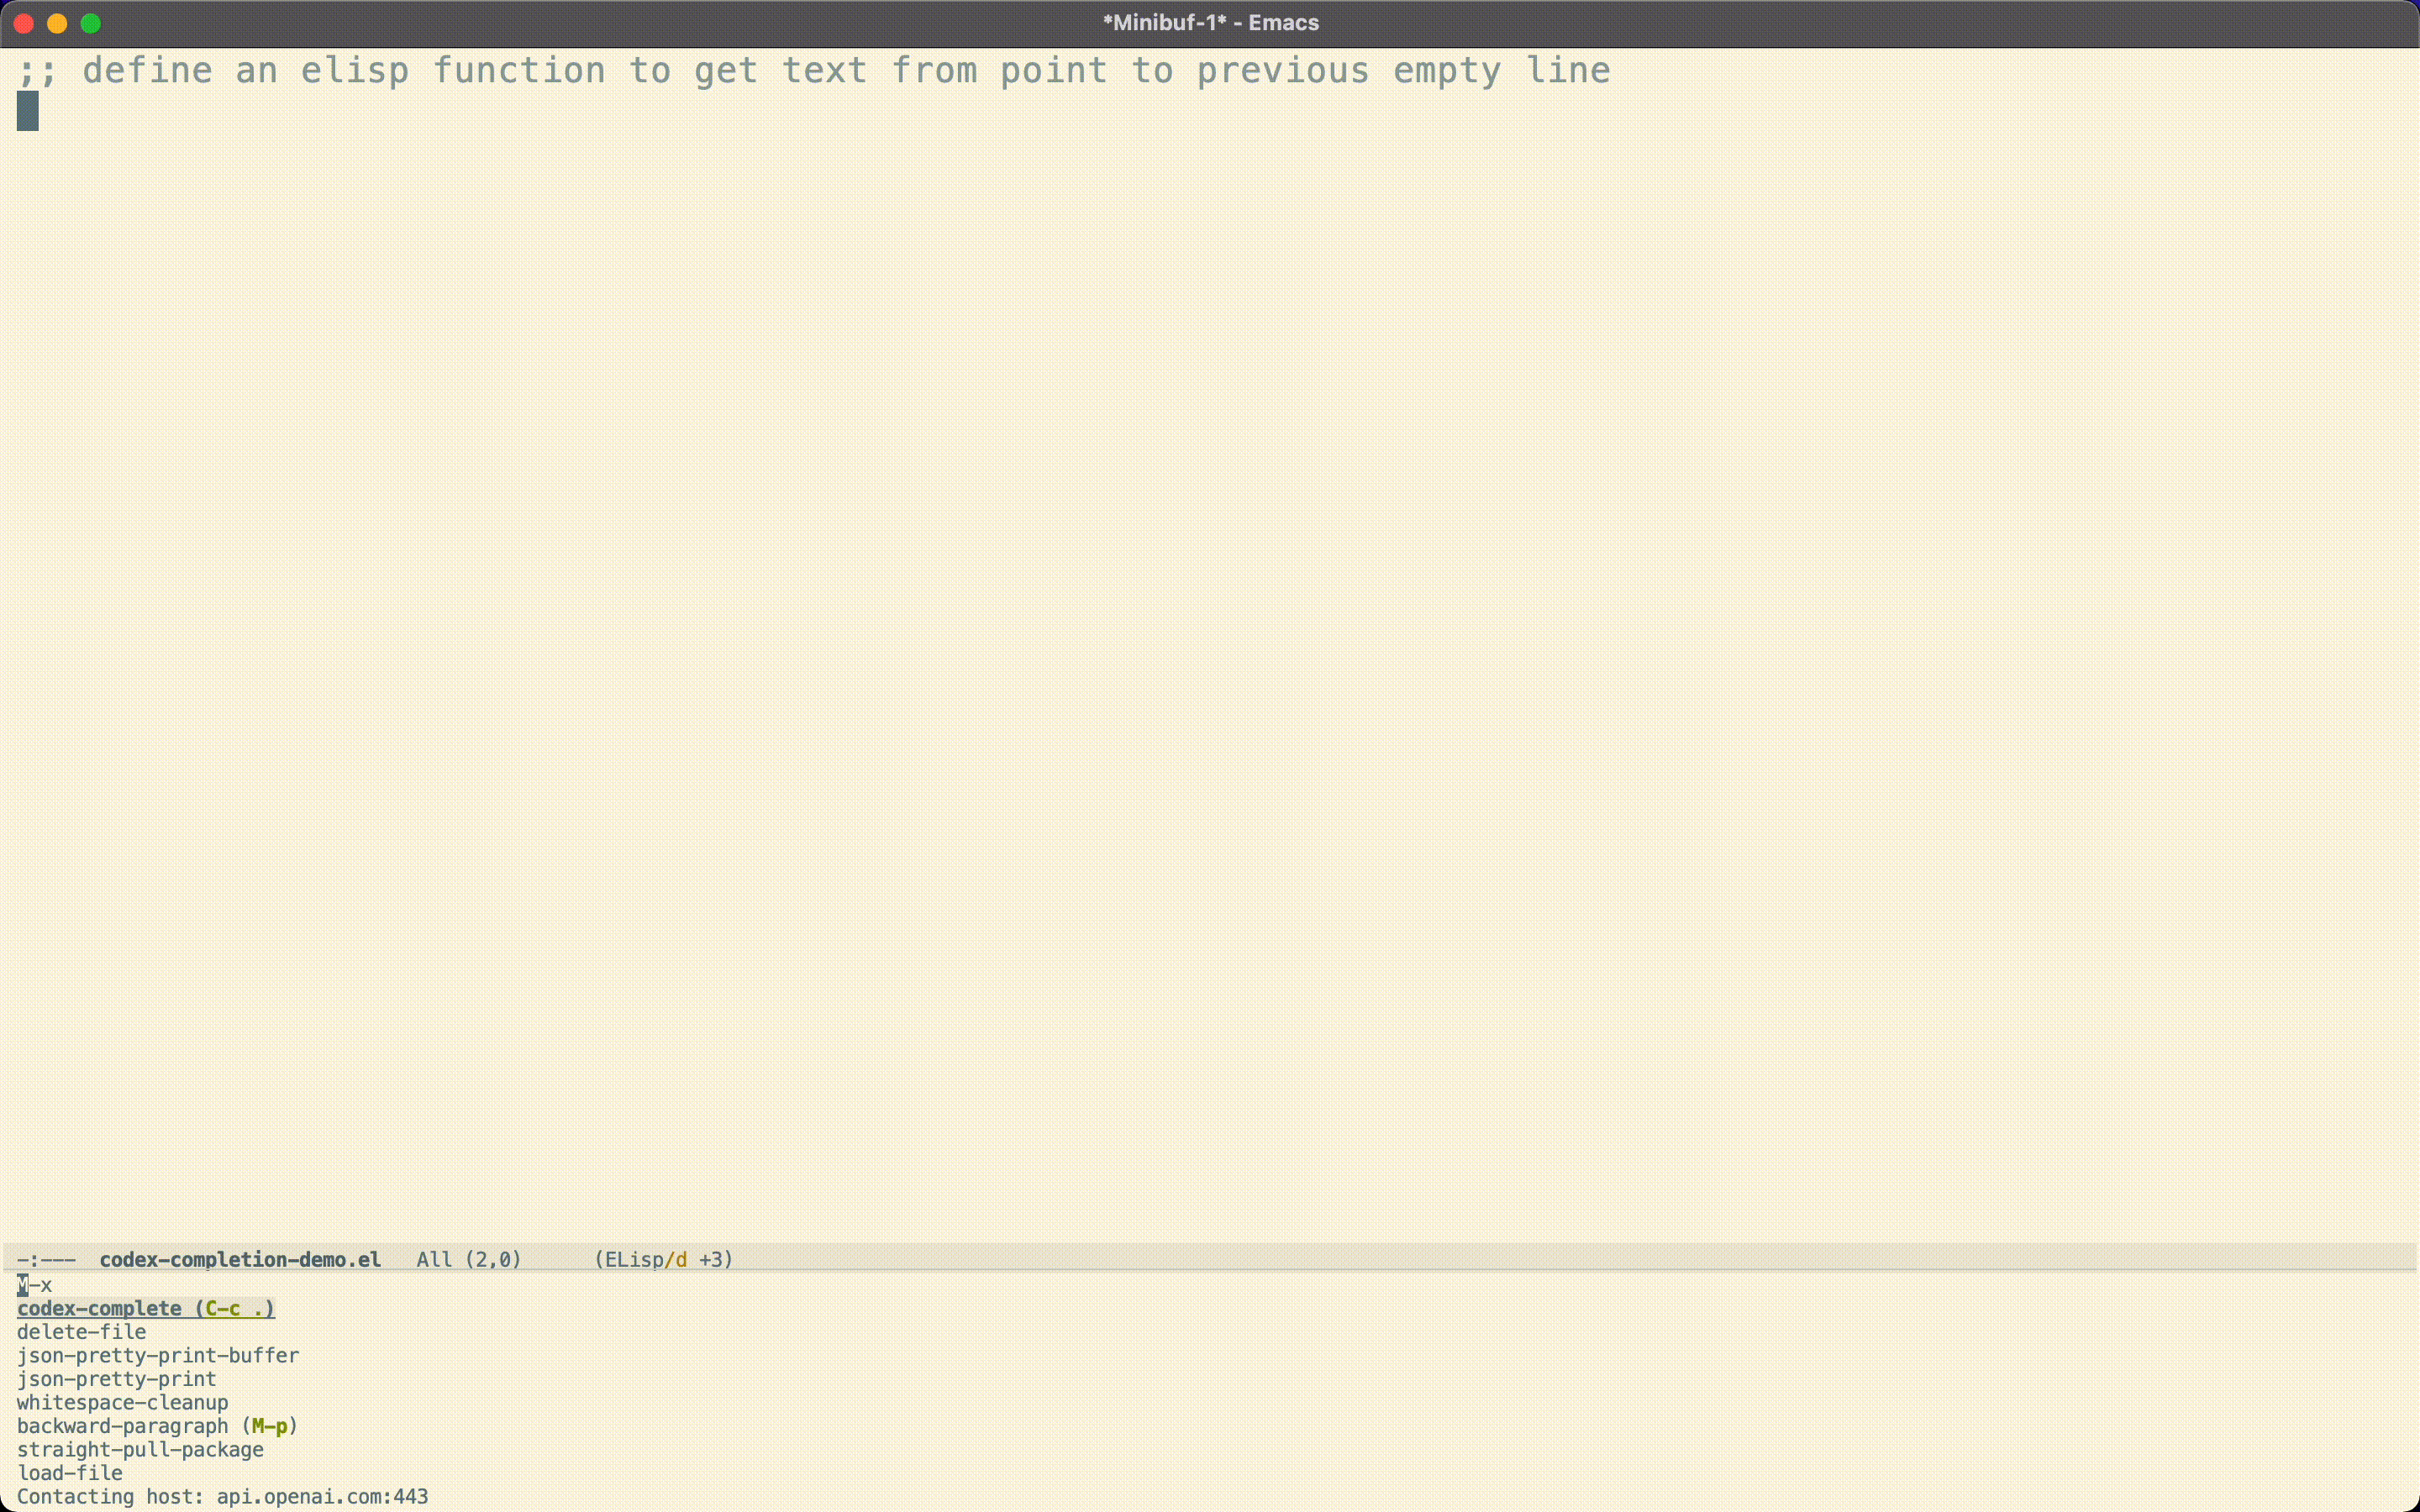 *Minibuf-1* - Emacs
;; define an elisp function to get text from point to previous empty line
-:---  codex-completion-demo.el   All (2,0)      (ELisp/d +3)
M-x
codex-complete (C-c .)
delete-file
json-pretty-print-buffer
json-pretty-print
whitespace-cleanup
backward-paragraph (M-p)
straight-pull-package
load-file
Contacting host: api.openai.com:443